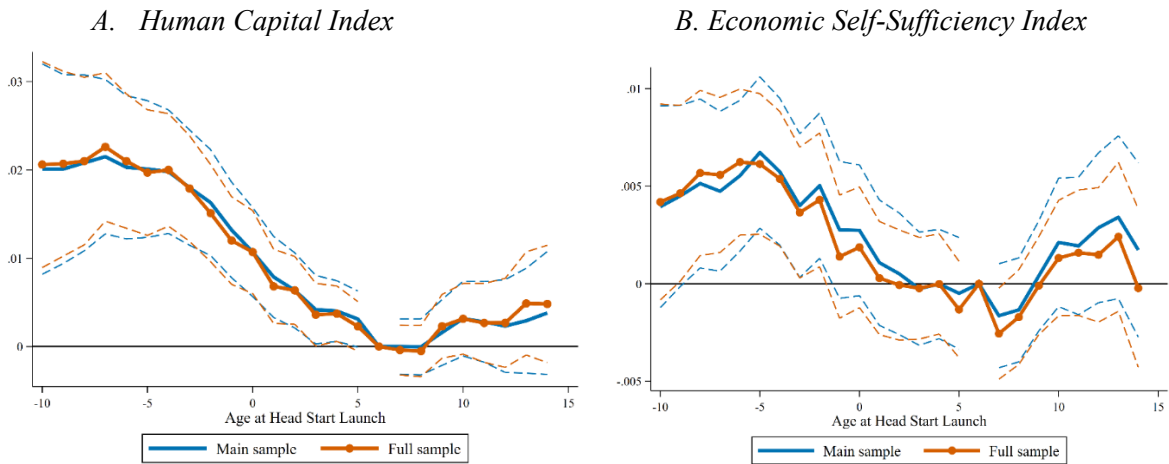 A. Human Capital Index
B. Economic Self-Sufficiency Index
.03
.02
.01
0
-10 -5 0 5 10 15
Age at Head Start Launch
Main sample Full sample
.01
.005
0
-.005
-10 -5 0 5 10 15
Age at Head Start Launch
Main sample Full sample